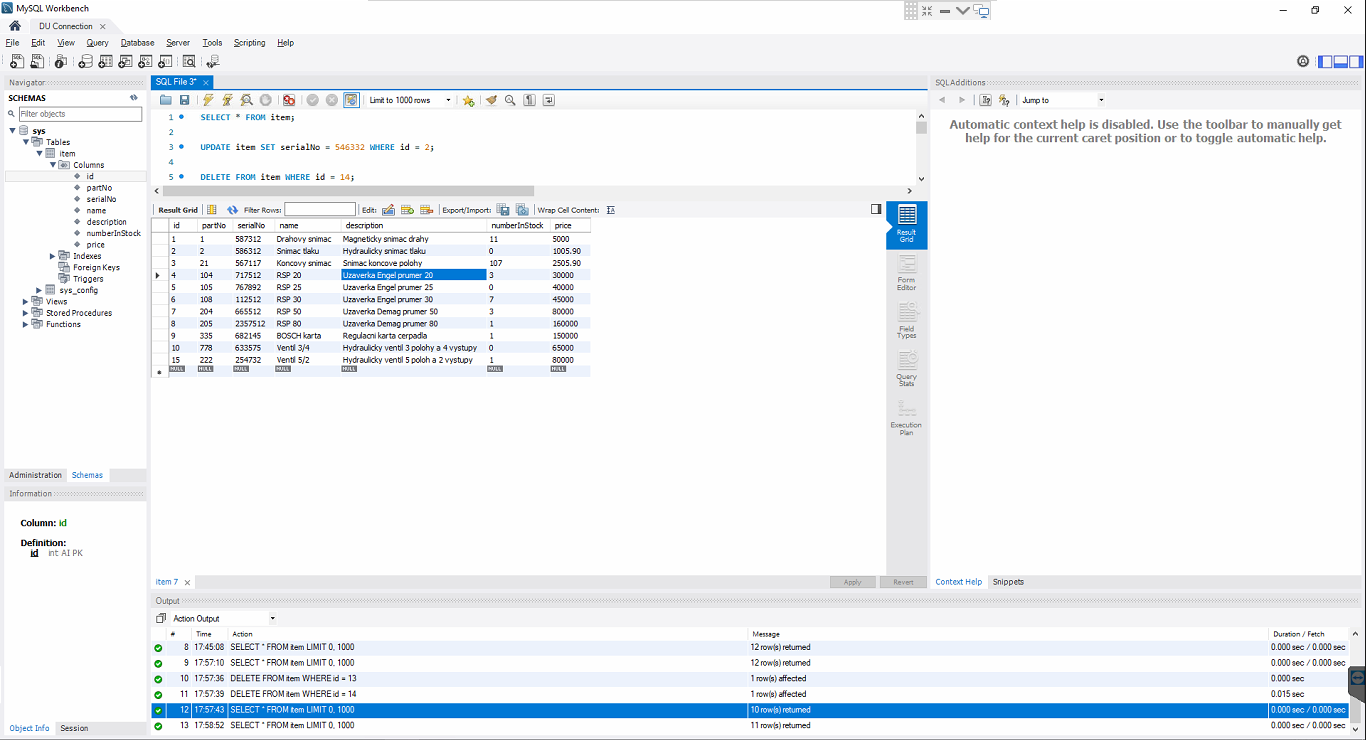 MySQL Workbench
DU Connection
File Edit View Query Database Server Tools Scripting Help
Navigator
SCHEMAS
Filter objects
sys
Tables
item
Columns
id
partNo
serialNo
name
description
numberInStock
price
Indexes
Foreign Keys
Triggers
sys_config
Views
Stored Procedures
Functions
Administration Schemas
Information
Column: id
Definition:
id int AI PK
Object Info Session
SQL File 3*
Limit to 1000 rows
1 SELECT * FROM item;
2
3 UPDATE item SET serialNo = 546332 WHERE id = 2;
4
5 DELETE FROM item WHERE id = 14;
Result Grid Filter Rows: Edit: Export/Import: Wrap Cell Content: IA
id partNo serialNo name description numberInStock price
1 1 587312 Drahovy snimac Magneticky snimac drahy 11 5000
2 2 586312 Snimac tlaku Hydraulicky snimac tlaku 0 1005.90
3 21 567117 Koncovy snimac Snimac koncove polohy 107 2505.90
4 104 717512 RSP 20 Uzaverka Engel prumer 20 3 30000
5 105 767892 RSP 25 Uzaverka Engel prumer 25 0 40000
6 108 112512 RSP 30 Uzaverka Engel prumer 30 7 45000
7 204 665512 RSP 50 Uzaverka Demag prumer 50 3 80000
8 205 2357512 RSP 80 Uzaverka Demag prumer 80 1 160000
9 335 682145 BOSCH karta Regulacni karta cerpadla 1 150000
10 778 633575 Ventil 3/4 Hydraulicky ventil 3 polohy a 4 vystupy 0 65000
15 222 254732 Ventil 5/2 Hydraulicky ventil 5 poloh a 2 vystupy 1 80000
NULL NULL NULL NULL NULL NULL NULL
Result Grid
Form Editor
Field Types
Query Stats
Execution Plan
item 7
Apply Revert
SQLAdditions
Jump to
Automatic context help is disabled. Use the toolbar to manually get
help for the current caret position or to toggle automatic help.
Context Help Snippets
Output
Action Output
# Time Action Message Duration / Fetch
8 17:45:08 SELECT * FROM item LIMIT 0, 1000 12 row(s) returned 0.000 sec / 0.000 sec
9 17:57:10 SELECT * FROM item LIMIT 0, 1000 12 row(s) returned 0.000 sec / 0.000 sec
10 17:57:36 DELETE FROM item WHERE id = 13 1 row(s) affected 0.000 sec
11 17:57:39 DELETE FROM item WHERE id = 14 1 row(s) affected 0.015 sec
12 17:57:43 SELECT * FROM item LIMIT 0, 1000 10 row(s) returned 0.000 sec / 0.000 sec
13 17:58:52 SELECT * FROM item LIMIT 0, 1000 11 row(s) returned 0.000 sec / 0.000 sec